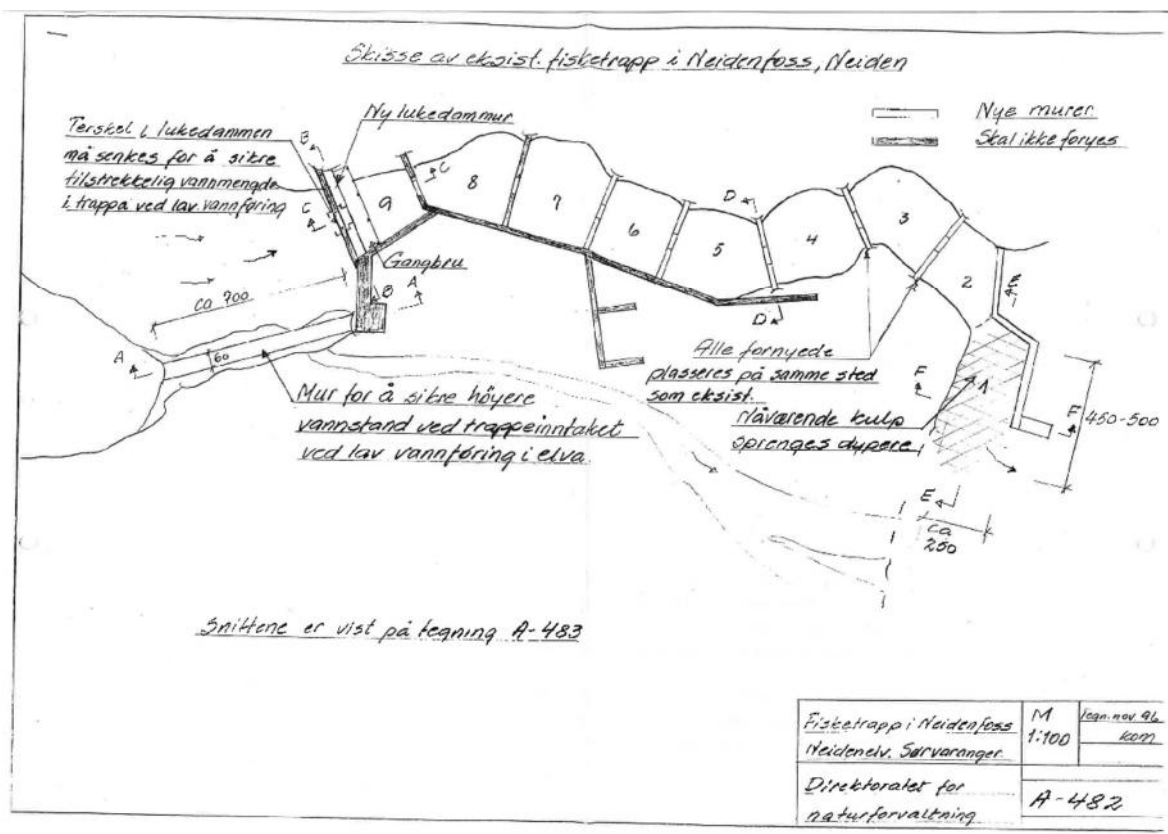 Skisse av eksist. fisketrapp i Neidenfoss, Neiden
Nye murer
Skal ikke fornyes
Terskel i lukedammen
må senkes for å sikre
tilstrekkelig vannmengde
i trappa ved lav vannføring
Ny lukedammur
B
C
C
9
8
7
6
5
4
3
2
1
D
D
E
Gangbru
B
A
ca 700
A
60
Mur for å sikre höyere
vannstand ved trappeinntaket
ved lav vannføring i elva.
Alle fornyede
plasseres på samme sted
som eksist.
Nåværende kulp
sprenges dypere
F
F
450-500
E
ca
250
Snittene er vist på tegning A-483
Fisketrapp i Neidenfoss
Neidenelv. Sørvaranger
M
1:100
Tegn. nov. 96
Direktoratet for
naturforvaltning
A-482